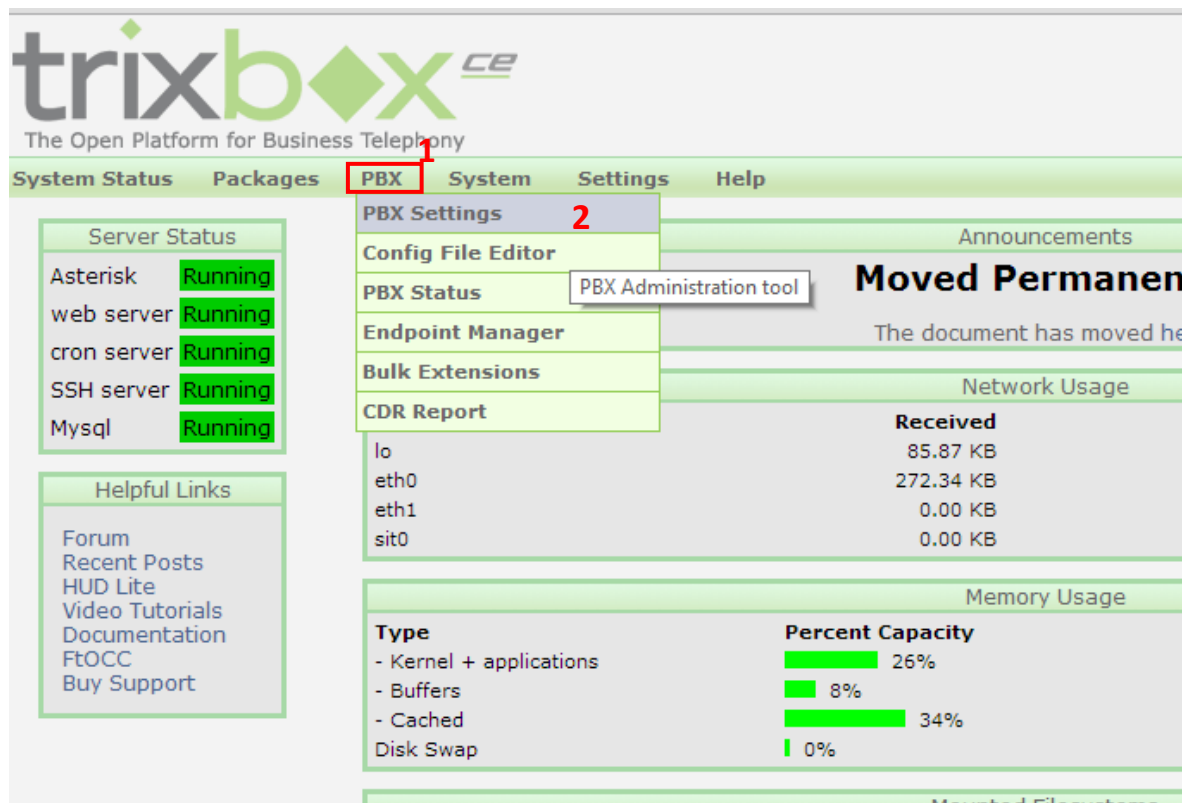 trixbox CE
The Open Platform for Business Telephony
1
System Status Packages PBX System Settings Help
PBX Settings
2
Config File Editor
PBX Administration tool
PBX Status
Endpoint Manager
Bulk Extensions
CDR Report
Server Status
Asterisk Running
web server Running
cron server Running
SSH server Running
Mysql Running
Helpful Links
Forum
Recent Posts
HUD Lite
Video Tutorials
Documentation
FtOCC
Buy Support
Announcements
Moved Permanen
The document has moved he
Network Usage
Received
lo 85.87 KB
eth0 272.34 KB
eth1 0.00 KB
sit0 0.00 KB
Memory Usage
Type Percent Capacity
- Kernel + applications 26%
- Buffers 8%
- Cached 34%
Disk Swap 0%
Mounted Filesystems